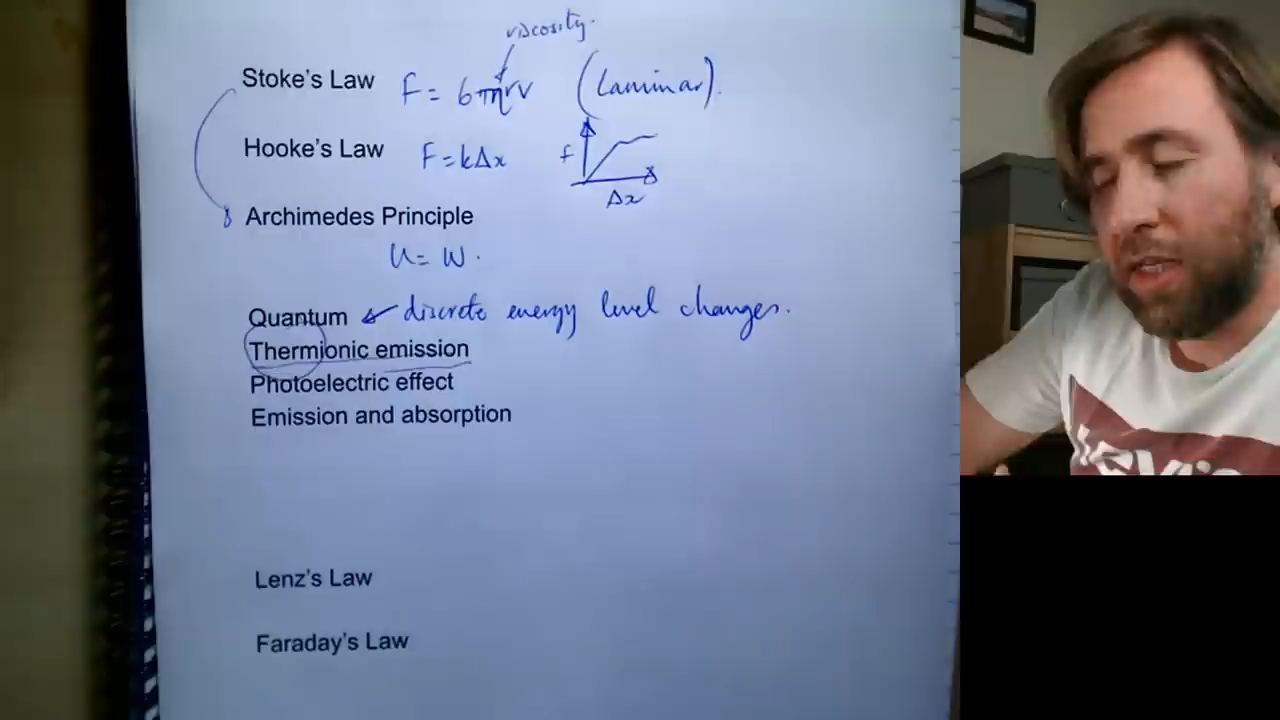 viscosity.
Stoke's Law F = 6πηrv (Laminar).
Hooke's Law F = kΔx F
Δx
Archimedes Principle
U = W.
Quantum ← discrete energy level changes.
Thermionic emission
Photoelectric effect
Emission and absorption
Lenz's Law
Faraday's Law